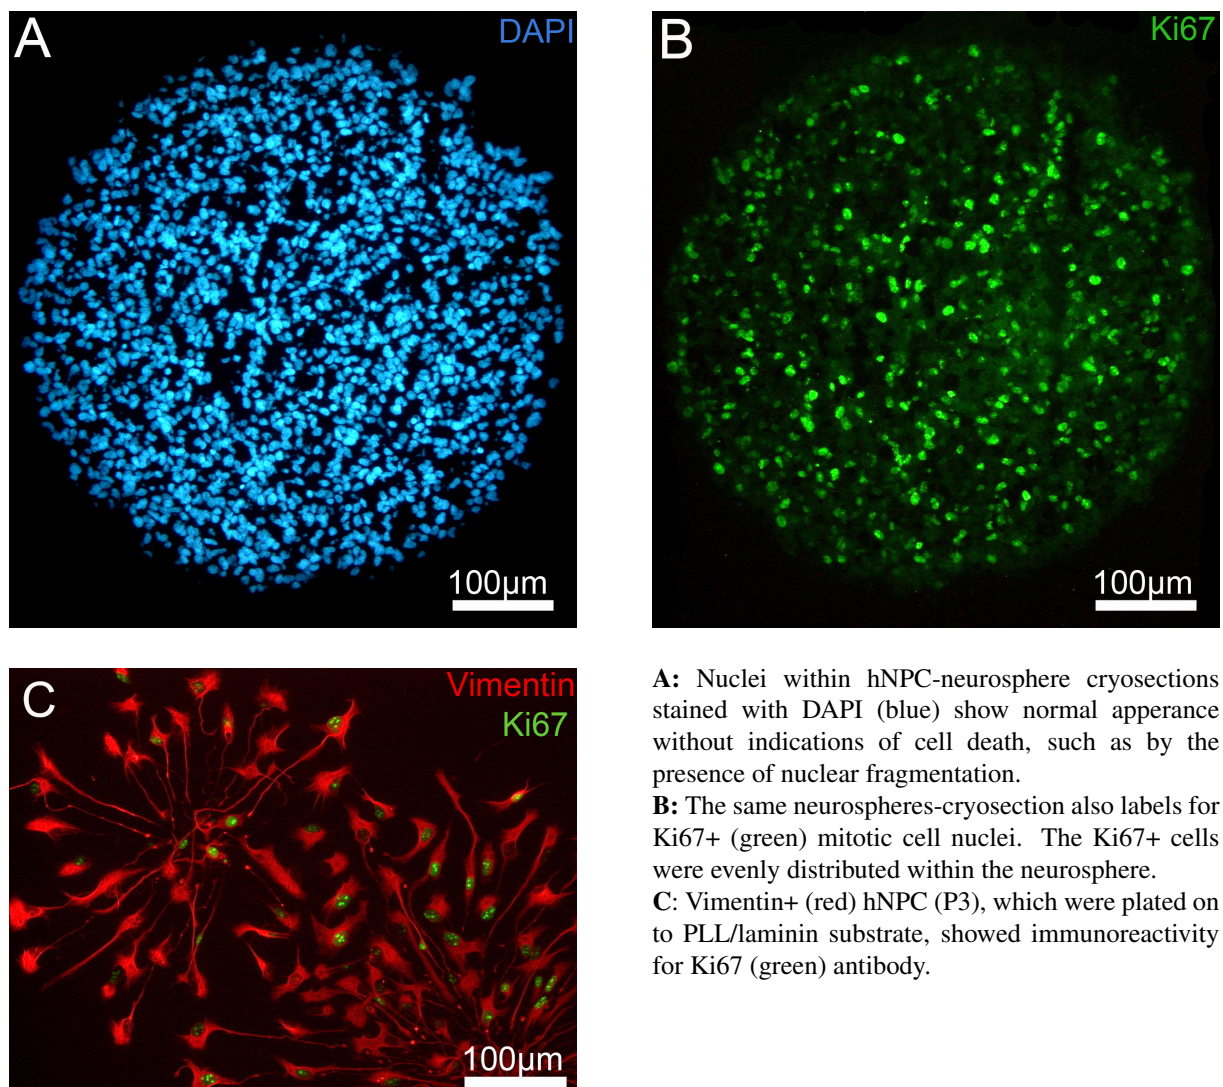 A
DAPI
100µm
B
Ki67
100µm
C
Vimentin
Ki67
100µm
A: Nuclei within hNPC-neurosphere cryosections
stained with DAPI (blue) show normal apperance
without indications of cell death, such as by the
presence of nuclear fragmentation.
B: The same neurospheres-cryosection also labels for
Ki67+ (green) mitotic cell nuclei. The Ki67+ cells
were evenly distributed within the neurosphere.
C: Vimentin+ (red) hNPC (P3), which were plated on
to PLL/laminin substrate, showed immunoreactivity
for Ki67 (green) antibody.